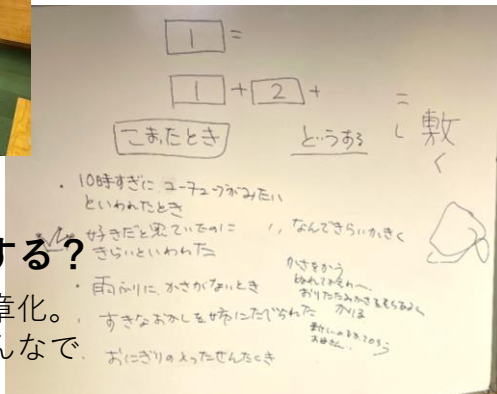 1 =
1 + 2 +
= し 敷く
こまたとき どうする
・10時すぎに ユーチューブがみたい
といわれたとき
好きだと思ていたのに
きらいといわれた
なんできらいかきく
・雨ふりに かさがないとき
かさをかう
すきなおかしを姉にたべられた
おにぎりの入ったせんたくき
する？
章化。
んなで